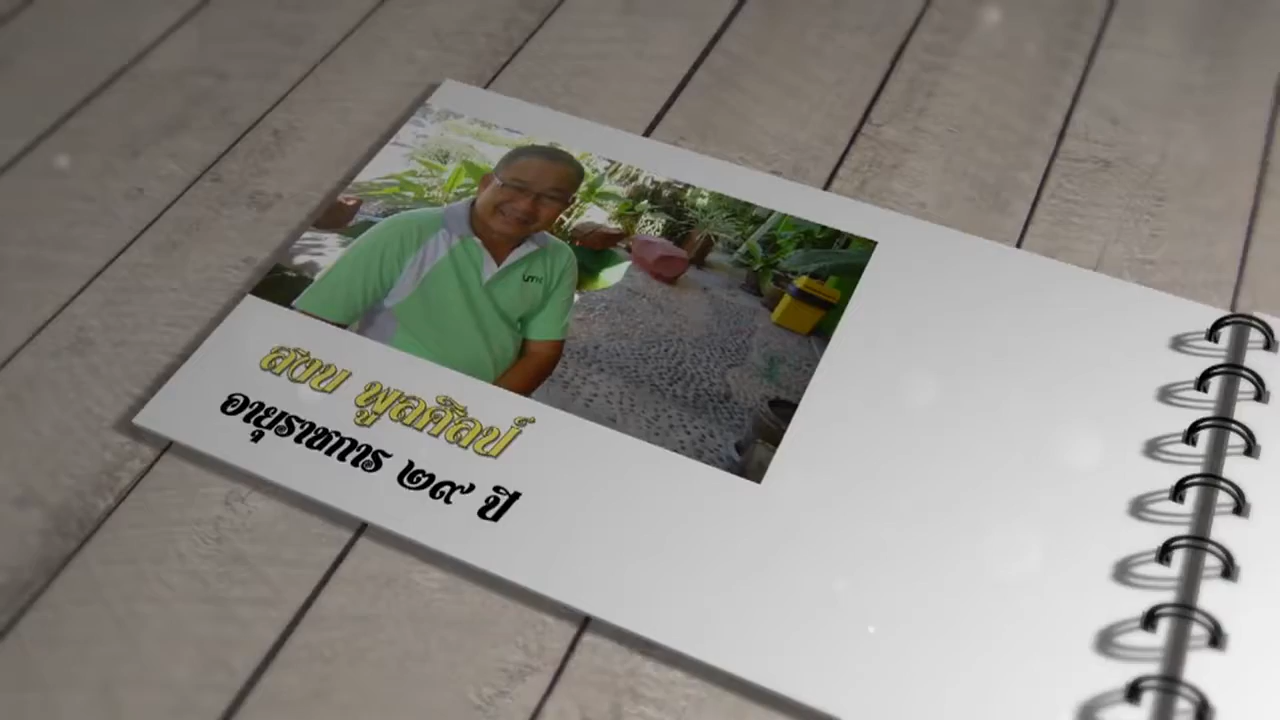 สงบ พูลศิลป์
อายุราชการ ๒๙ ปี